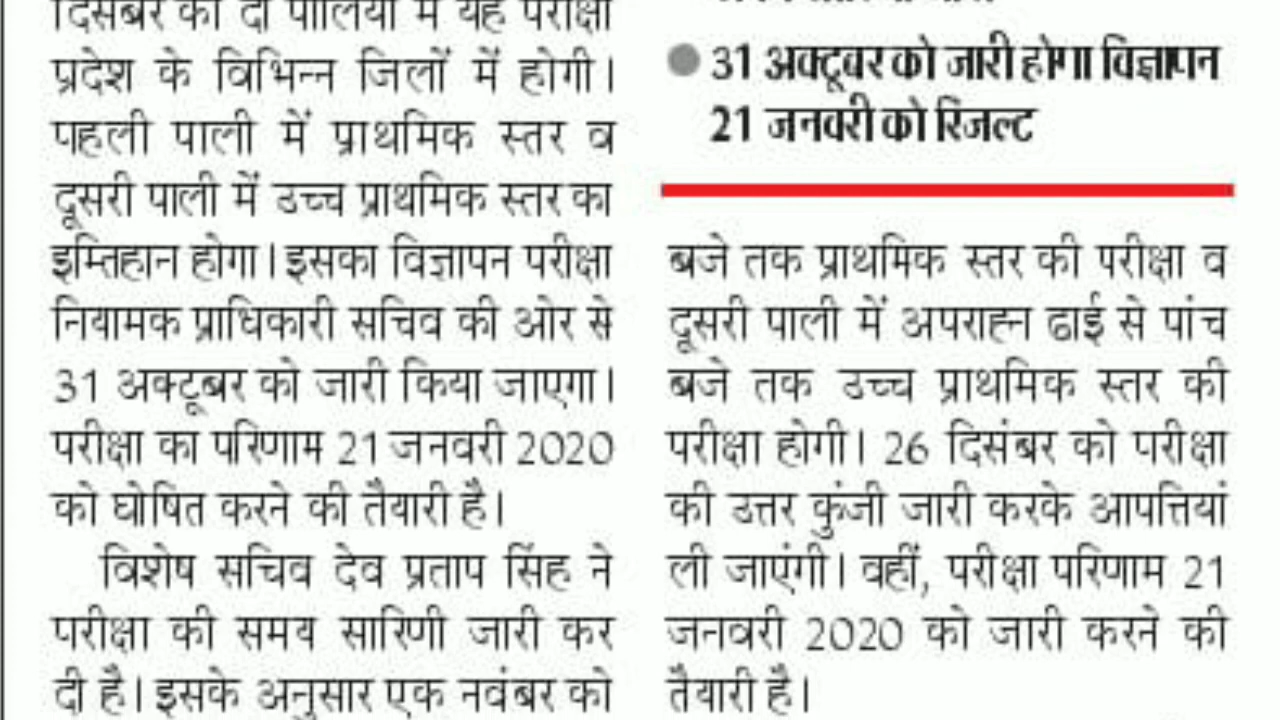 दिसंबर को दो पालियों में यह परीक्षा
प्रदेश के विभिन्न जिलों में होगी।
पहली पाली में प्राथमिक स्तर व
दूसरी पाली में उच्च प्राथमिक स्तर का
इम्तिहान होगा। इसका विज्ञापन परीक्षा
नियामक प्राधिकारी सचिव की ओर से
31 अक्टूबर को जारी किया जाएगा।
परीक्षा का परिणाम 21 जनवरी 2020
को घोषित करने की तैयारी है।
विशेष सचिव देव प्रताप सिंह ने
परीक्षा की समय सारिणी जारी कर
दी है। इसके अनुसार एक नवंबर को
31 अक्टूबर को जारी होगा विज्ञापन
21 जनवरी को रिजल्ट
बजे तक प्राथमिक स्तर की परीक्षा व
दूसरी पाली में अपराह्न ढाई से पांच
बजे तक उच्च प्राथमिक स्तर की
परीक्षा होगी। 26 दिसंबर को परीक्षा
की उत्तर कुंजी जारी करके आपत्तियां
ली जाएंगी। वहीं, परीक्षा परिणाम 21
जनवरी 2020 को जारी करने की
तैयारी है।